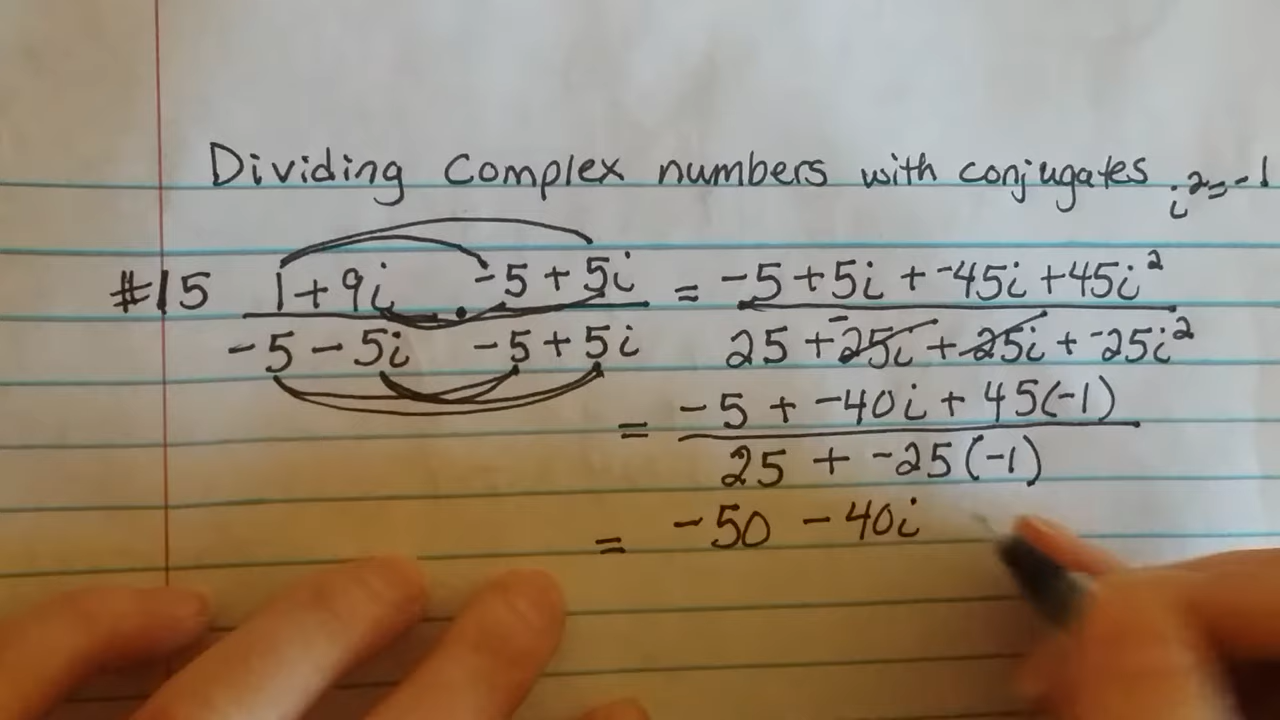 Dividing Complex numbers with conjugates i²=-1
#15 1+9i · -5+5i = -5+5i+-45i+45i²
-5-5i -5+5i 25+-25i+25i+-25i²
= -5+-40i+45(-1)
25+-25(-1)
= -50-40i